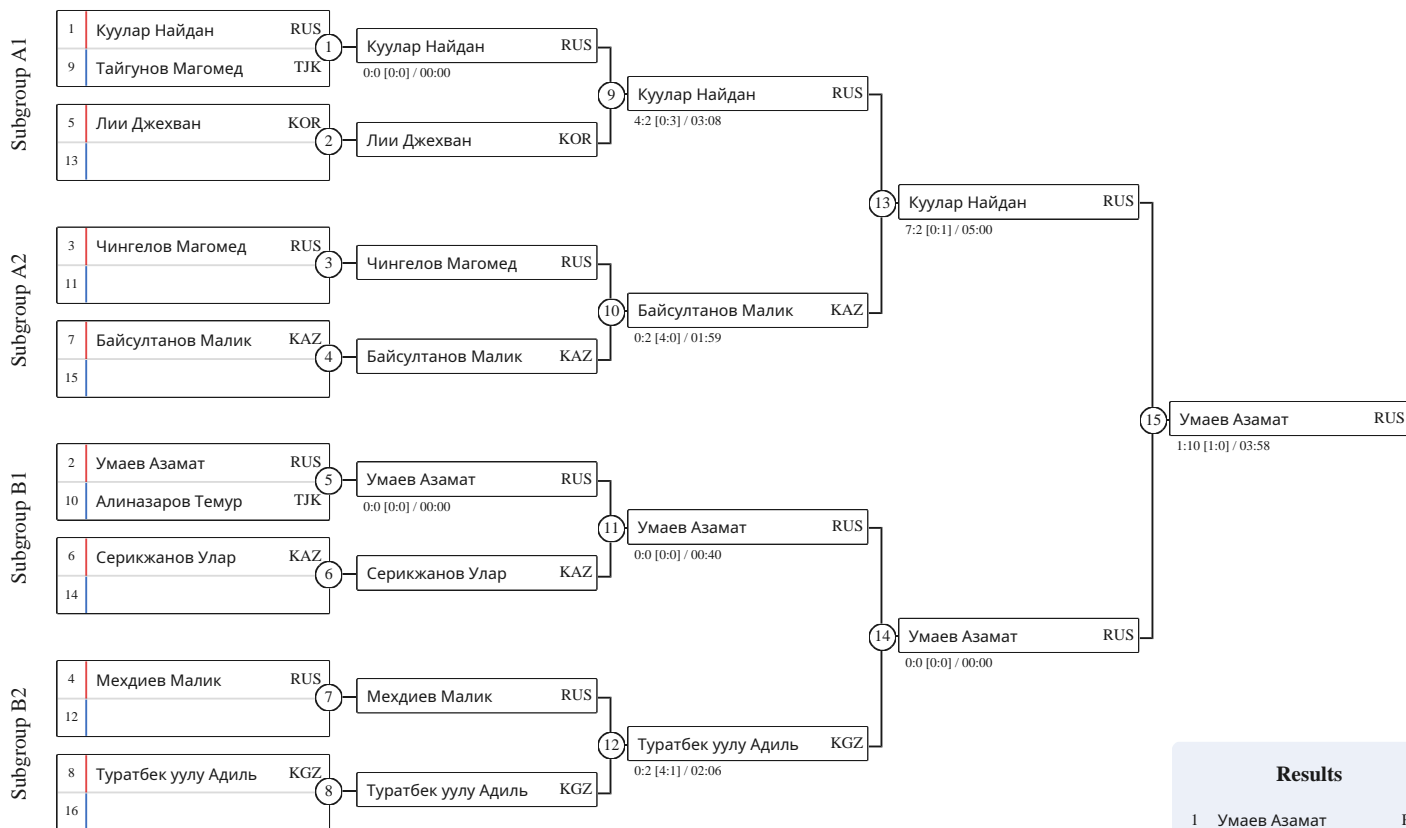 Subgroup A1
1 Куулар Найдан RUS
9 Тайгунов Магомед TJK
1
Куулар Найдан RUS
0:0 [0:0] / 00:00
5 Лии Джехван KOR
13
2
Лии Джехван KOR
9
Куулар Найдан RUS
4:2 [0:3] / 03:08
Subgroup A2
3 Чингелов Магомед RUS
11
3
Чингелов Магомед RUS
7 Байсултанов Малик KAZ
15
4
Байсултанов Малик KAZ
10
Байсултанов Малик KAZ
0:2 [4:0] / 01:59
13
Куулар Найдан RUS
7:2 [0:1] / 05:00
Subgroup B1
2 Умаев Азамат RUS
10 Алиназаров Темур TJK
5
Умаев Азамат RUS
0:0 [0:0] / 00:00
6 Серикжанов Улар KAZ
14
6
Серикжанов Улар KAZ
11
Умаев Азамат RUS
0:0 [0:0] / 00:40
Subgroup B2
4 Мехдиев Малик RUS
12
7
Мехдиев Малик RUS
8 Туратбек уулу Адиль KGZ
16
8
Туратбек уулу Адиль KGZ
12
Туратбек уулу Адиль KGZ
0:2 [4:1] / 02:06
14
Умаев Азамат RUS
0:0 [0:0] / 00:00
15
Умаев Азамат RUS
1:10 [1:0] / 03:58
Results
1 Умаев Азамат